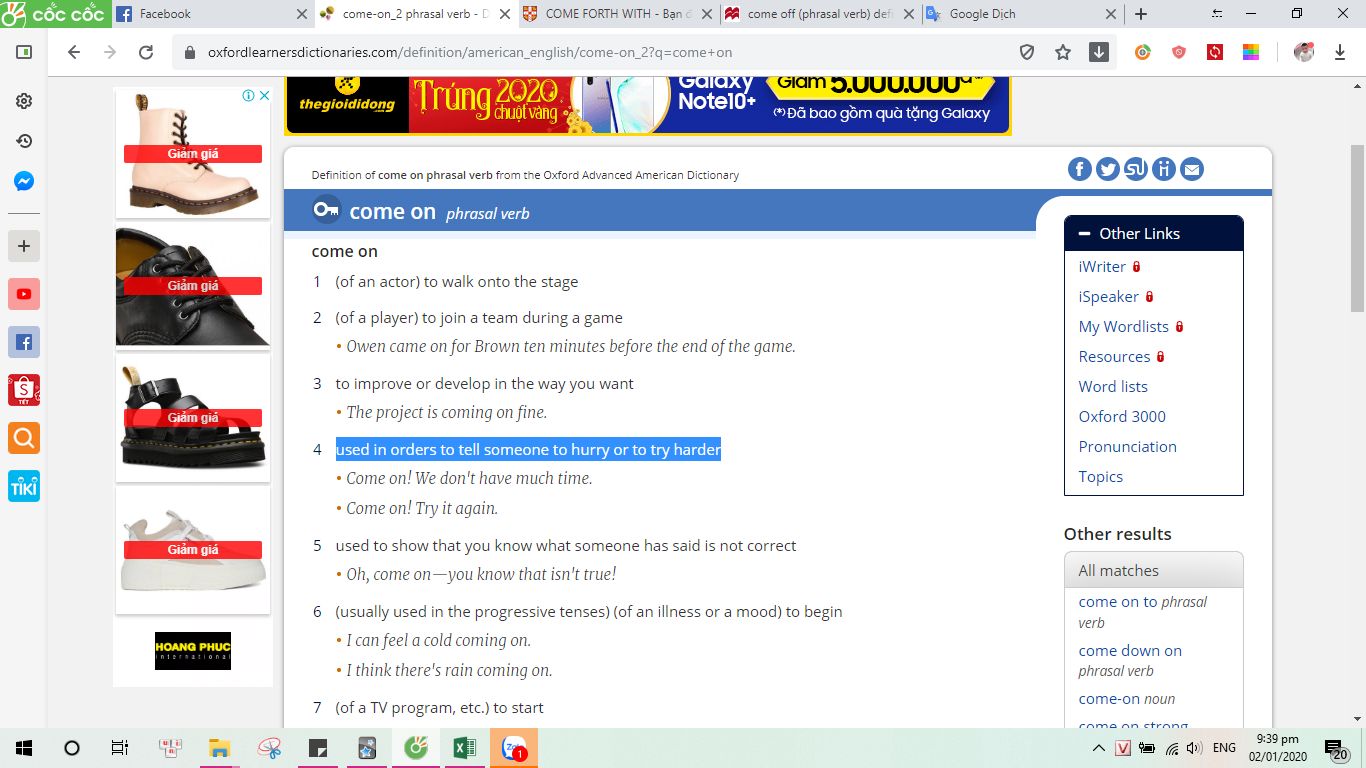 cốc cốc
Facebook
come-on_2 phrasal verb - D
COME FORTH WITH - Bạn đ
come off (phrasal verb) defi
Google Dịch
oxfordlearnersdictionaries.com/definition/american_english/come-on_2?q=come+on
thegioididong
Trúng 2020
chuột vàng
Galaxy
Note10+
Giảm 5.000.000đ*
(*)Đã bao gồm quà tặng Galaxy
Giảm giá
Giảm giá
Giảm giá
Giảm giá
HOANG PHUC
international
TẾT
TIKI
Definition of come on phrasal verb from the Oxford Advanced American Dictionary
come on phrasal verb
come on
1 (of an actor) to walk onto the stage
2 (of a player) to join a team during a game
• Owen came on for Brown ten minutes before the end of the game.
3 to improve or develop in the way you want
• The project is coming on fine.
4 used in orders to tell someone to hurry or to try harder
• Come on! We don't have much time.
• Come on! Try it again.
5 used to show that you know what someone has said is not correct
• Oh, come on—you know that isn't true!
6 (usually used in the progressive tenses) (of an illness or a mood) to begin
• I can feel a cold coming on.
• I think there's rain coming on.
7 (of a TV program, etc.) to start
Other Links
iWriter
iSpeaker
My Wordlists
Resources
Word lists
Oxford 3000
Pronunciation
Topics
Other results
All matches
come on to phrasal
verb
come down on
phrasal verb
come-on noun
come on strong
Zalo
1
ENG
9:39 pm
02/01/2020
20